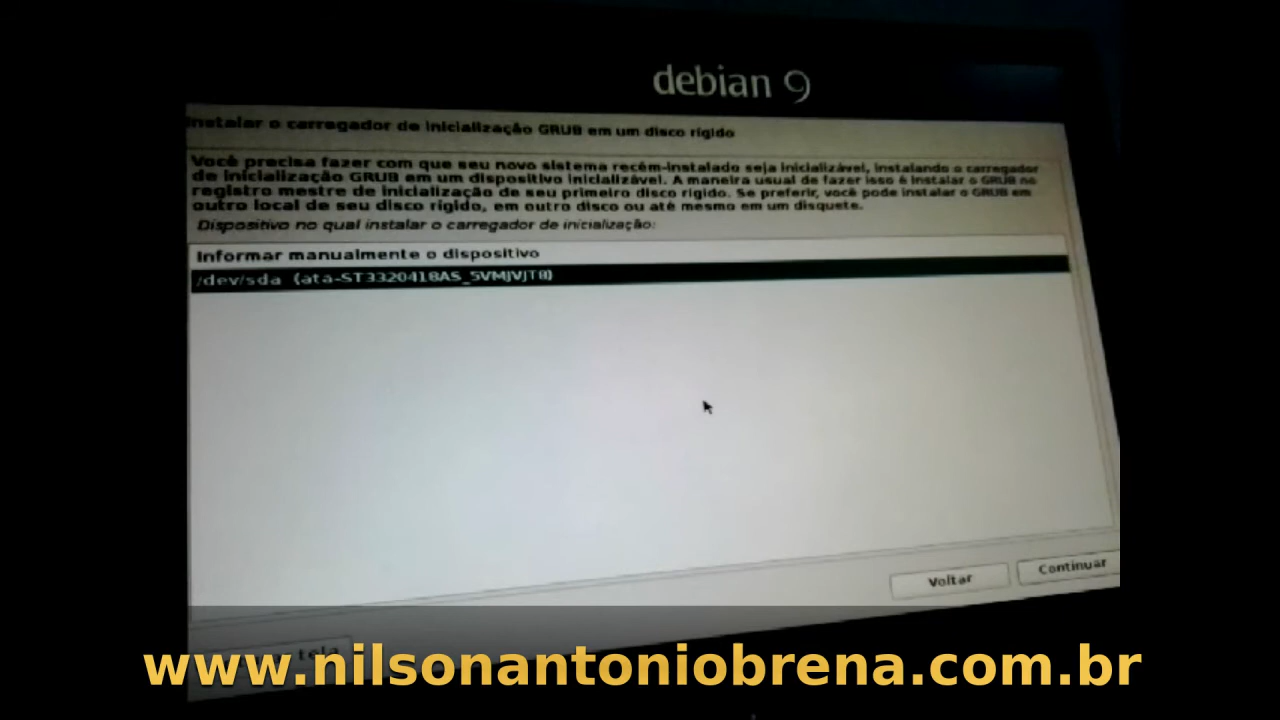 debian 9
Instalar o carregador de inicialização GRUB em um disco rígido
Você precisa fazer com que seu novo sistema recém-instalado seja inicializável, instalando o carregador
de inicialização GRUB em um dispositivo inicializável. A maneira usual de fazer isso é instalar o GRUB no
registro mestre de inicialização de seu primeiro disco rígido. Se preferir, você pode instalar o GRUB em
outro local de seu disco rígido, em outro disco ou até mesmo em um disquete.
Dispositivo no qual instalar o carregador de inicialização:
Informar manualmente o dispositivo
/dev/sda (ata-ST3320418AS_5VMJVJT8)
Voltar
Continuar
tela
www.nilsonantoniobrena.com.br